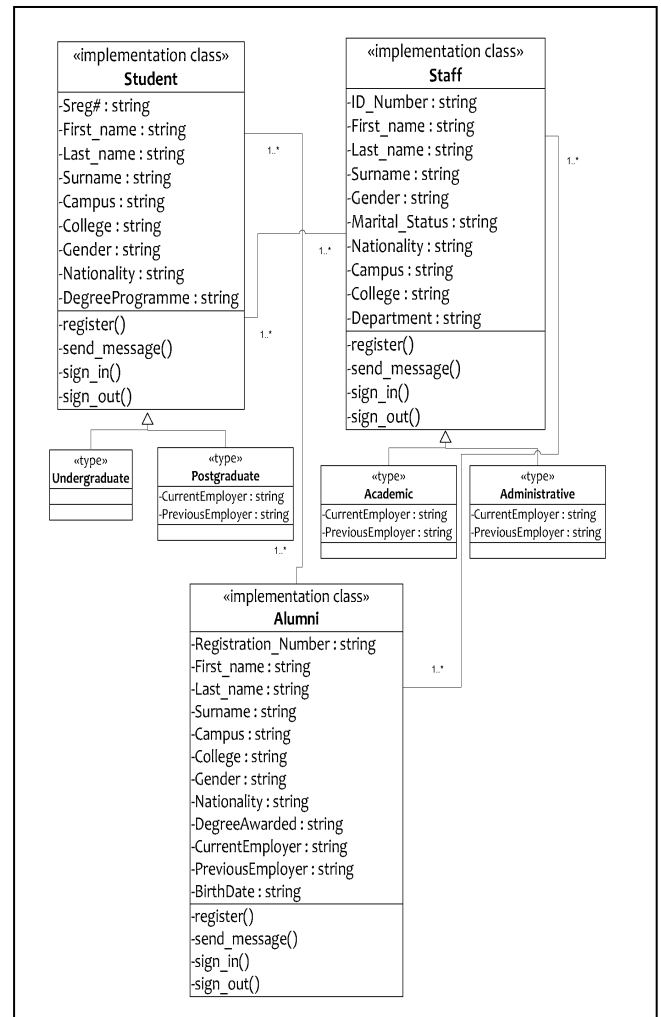 «implementation class»
Student
-Sreg# : string
-First_name : string
-Last_name : string
-Surname : string
-Campus : string
-College : string
-Gender : string
-Nationality : string
-DegreeProgramme : string
-register()
-send_message()
-sign_in()
-sign_out()
1..*
1..*
1..*
«implementation class»
Staff
-ID_Number : string
-First_name : string
-Last_name : string
-Surname : string
-Gender : string
-Marital_Status : string
-Nationality : string
-Campus : string
-College : string
-Department : string
-register()
-send_message()
-sign_in()
-sign_out()
1..*
«type»
Undergraduate
«type»
Postgraduate
-CurrentEmployer : string
-PreviousEmployer : string
«type»
Academic
-CurrentEmployer : string
-PreviousEmployer : string
«type»
Administrative
-CurrentEmployer : string
-PreviousEmployer : string
1..*
«implementation class»
Alumni
-Registration_Number : string
-First_name : string
-Last_name : string
-Surname : string
-Campus : string
-College : string
-Gender : string
-Nationality : string
-DegreeAwarded : string
-CurrentEmployer : string
-PreviousEmployer : string
-BirthDate : string
-register()
-send_message()
-sign_in()
-sign_out()
1..*